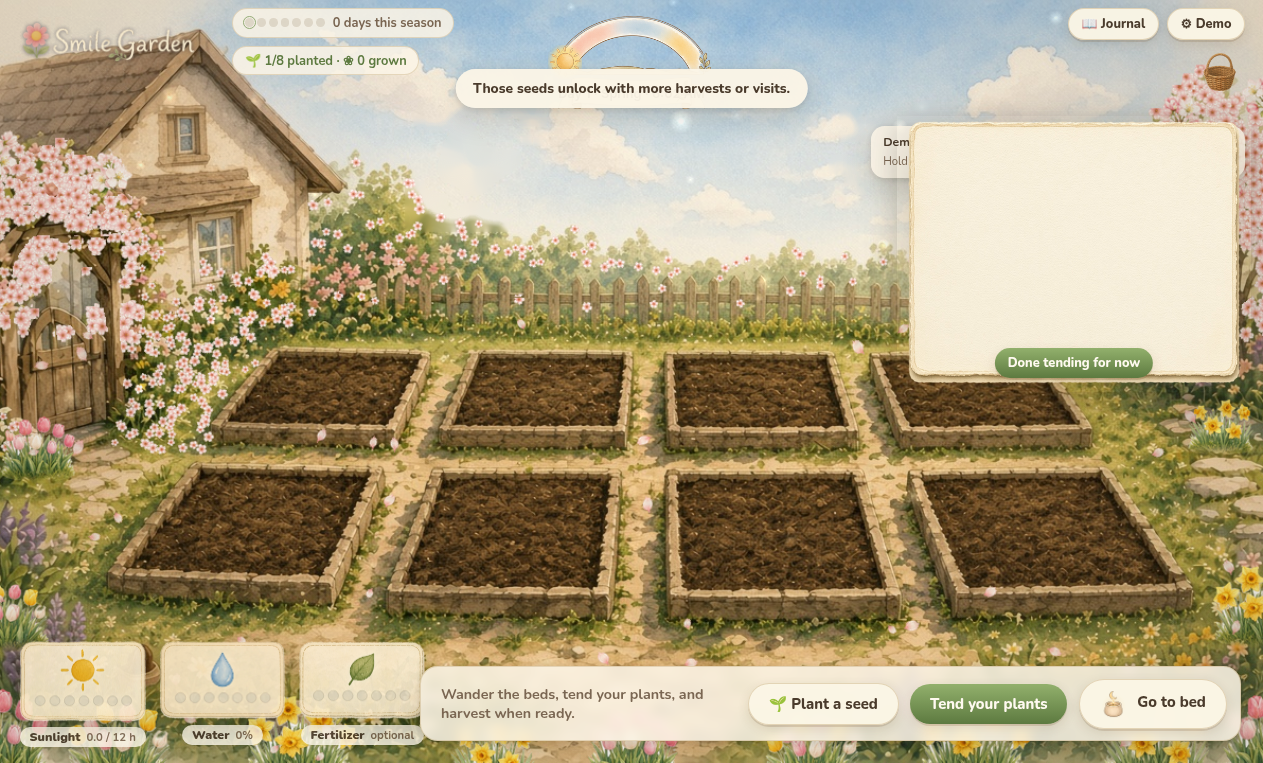 Smile Garden
0 days this season
1/8 planted · 0 grown
Journal
Demo
Those seeds unlock with more harvests or visits.
Dem
Hold
Done tending for now
Sunlight 0.0 / 12 h
Water 0%
Fertilizer optional
Wander the beds, tend your plants, and
harvest when ready.
Plant a seed
Tend your plants
Go to bed